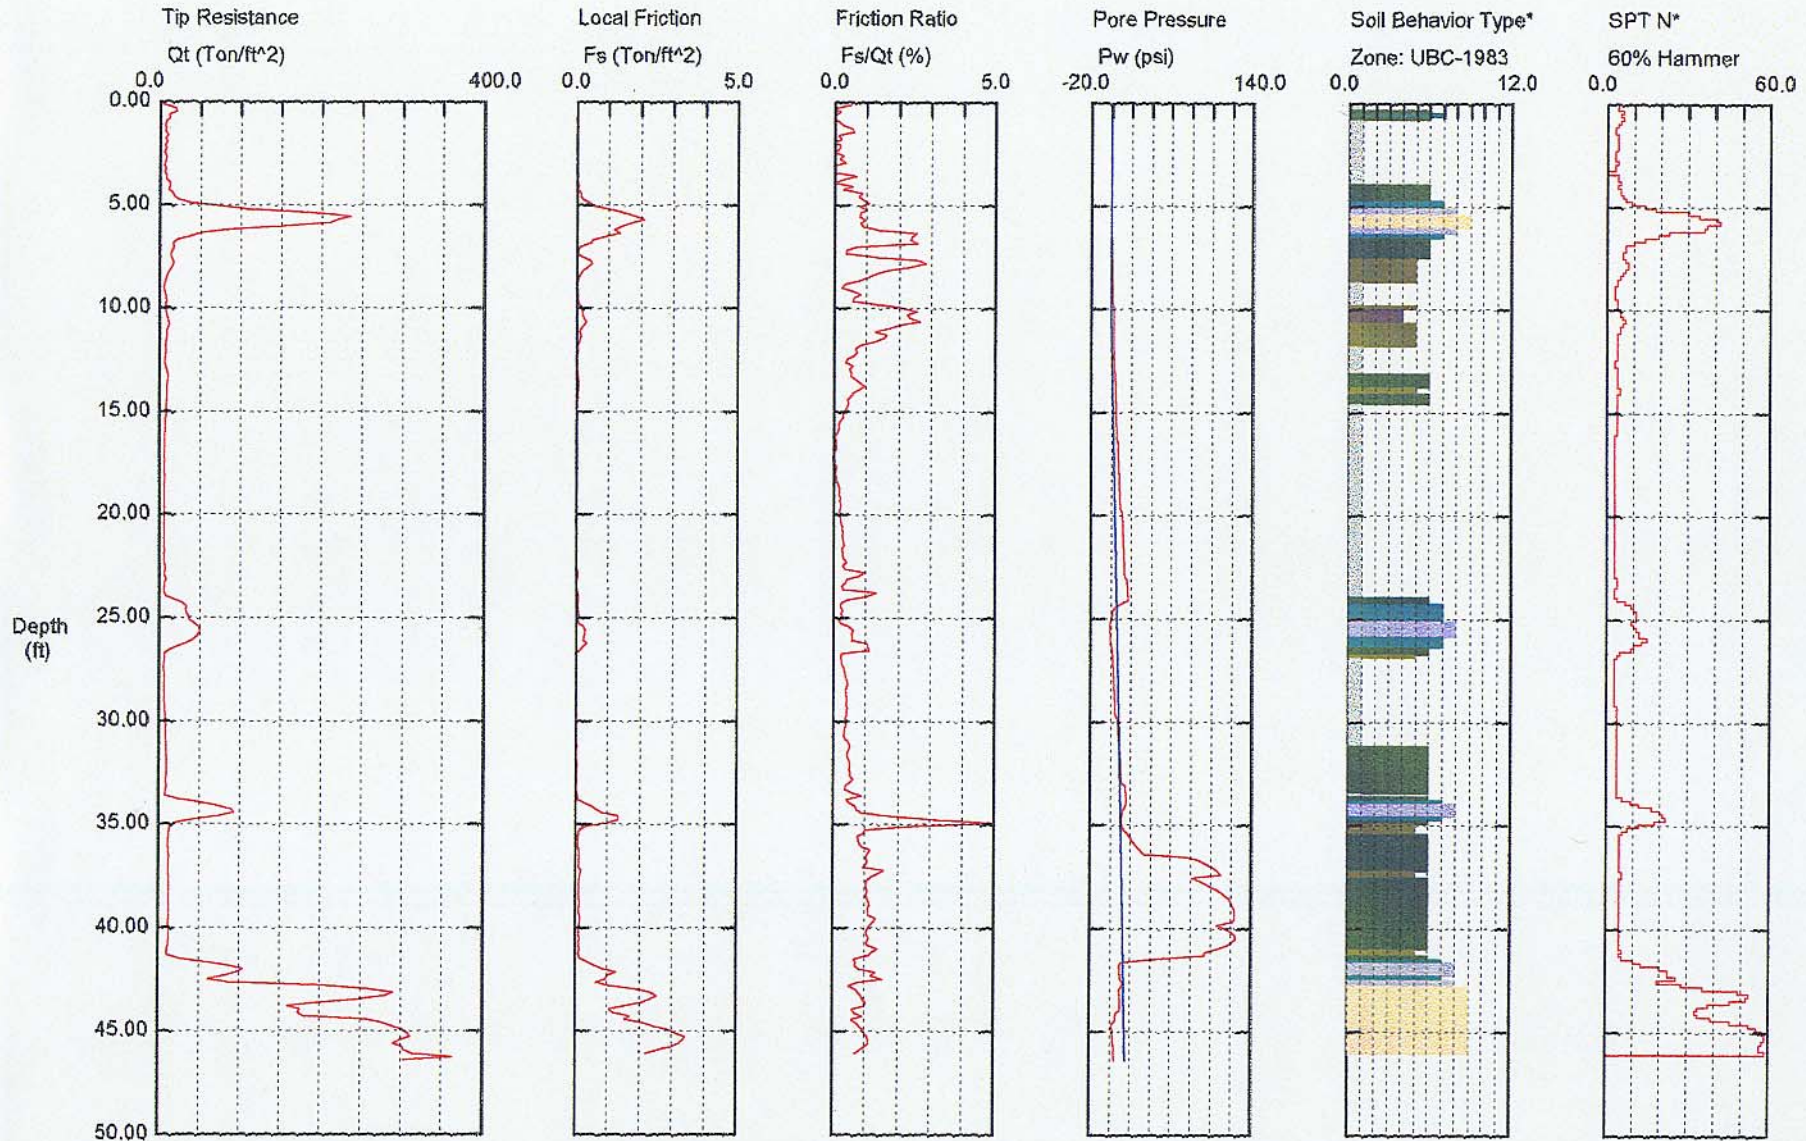 Tip Resistance
Qt (Ton/ft^2)
0.0 400.0
Local Friction
Fs (Ton/ft^2)
0.0 5.0
Friction Ratio
Fs/Qt (%)
0.0 5.0
Pore Pressure
Pw (psi)
-20.0 140.0
Soil Behavior Type*
Zone: UBC-1983
0.0 12.0
SPT N*
60% Hammer
0.0 60.0
0.00
5.00
10.00
15.00
20.00
25.00
Depth
(ft)
30.00
35.00
40.00
45.00
50.00